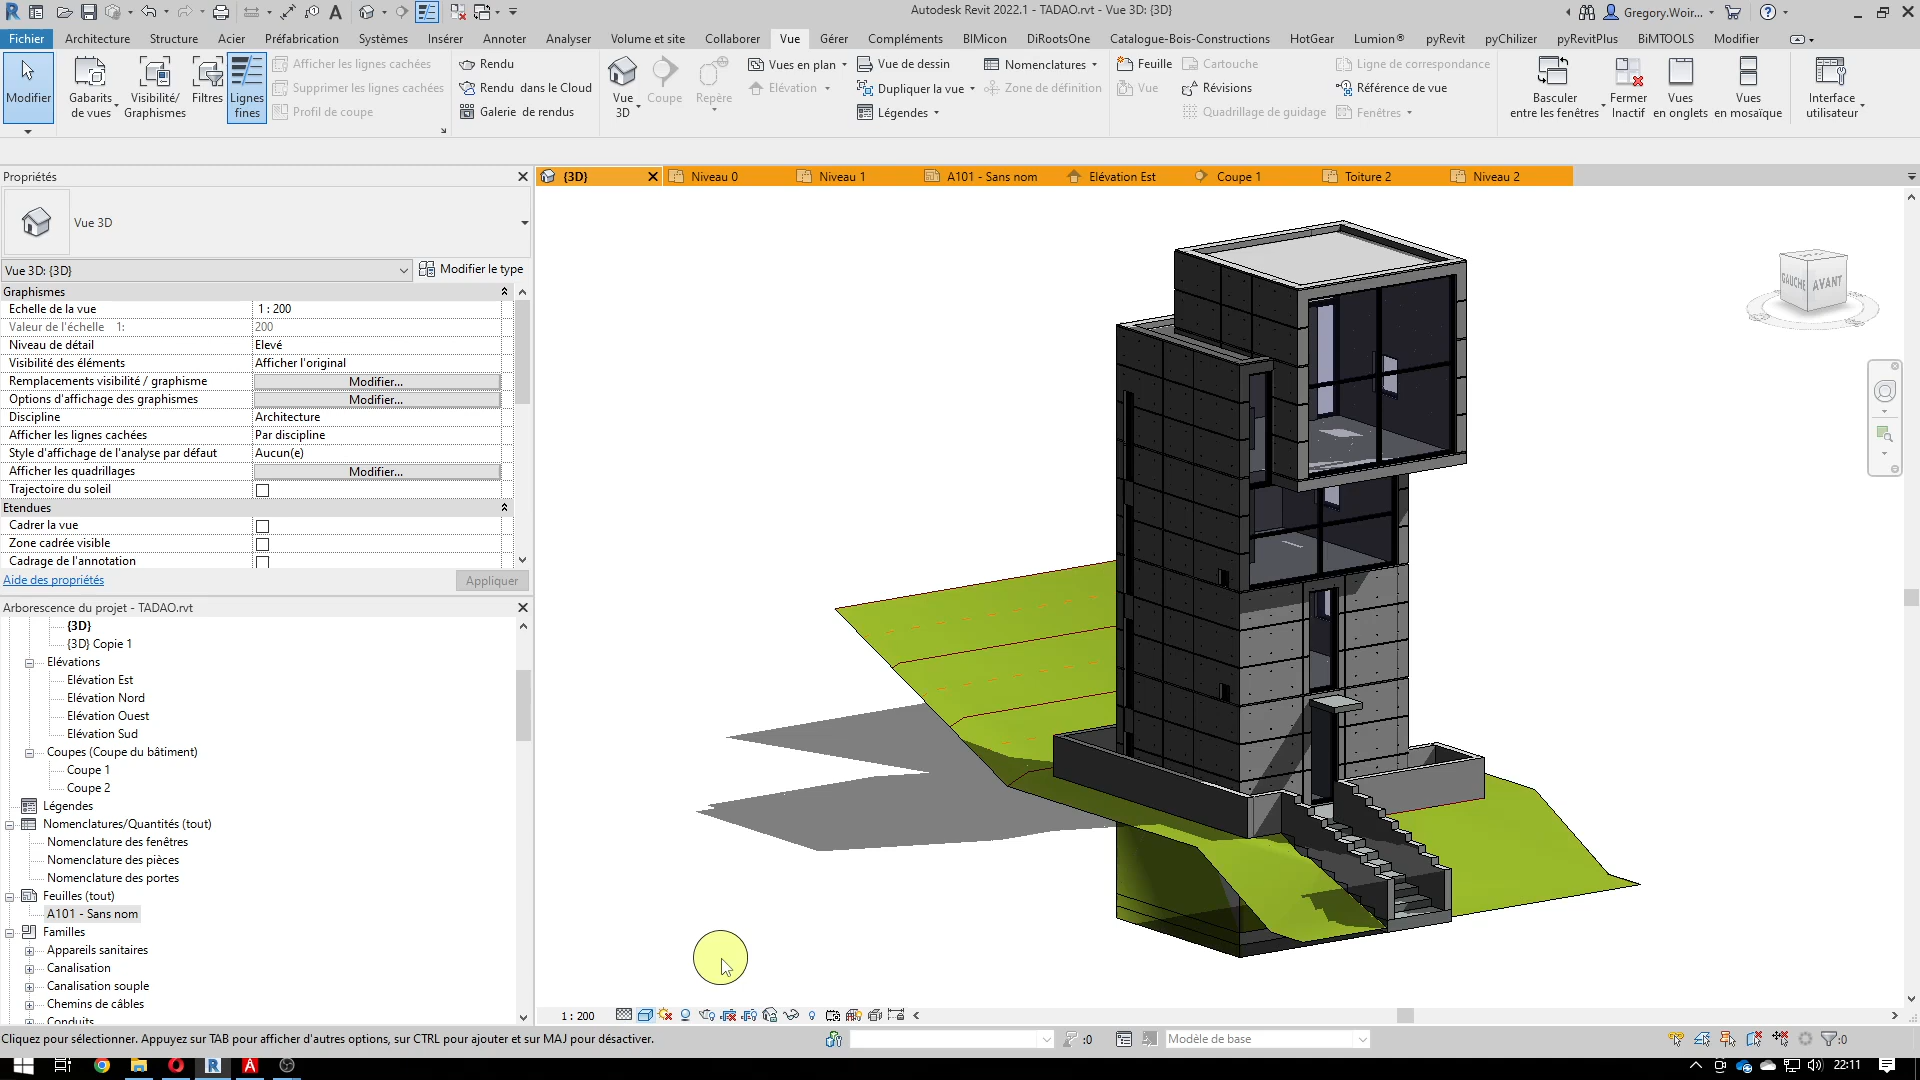 Autodesk Revit 2022.1 - TADAO.rvt - Vue 3D: {3D}
Gregory.Woir...
Fichier Architecture Structure Acier Préfabrication Systèmes Insérer Annoter Analyser Volume et site Collaborer Vue Gérer Compléments BIMicon DiRootsOne Catalogue-Bois-Constructions HotGear Lumion® pyRevit pyChilizer pyRevitPlus BiMTOOLS Modifier
Modifier
Gabarits de vues
Visibilité/ Graphismes
Filtres
Lignes fines
Afficher les lignes cachées
Supprimer les lignes cachées
Profil de coupe
Rendu
Rendu dans le Cloud
Galerie de rendus
Vue 3D
Coupe
Repère
Vues en plan
Elévation
Vue de dessin
Dupliquer la vue
Légendes
Nomenclatures
Zone de définition
Feuille
Vue
Cartouche
Révisions
Quadrillage de guidage
Ligne de correspondance
Référence de vue
Fenêtres
Basculer entre les fenêtres
Fermer Inactif
Vues en onglets
Vues en mosaïque
Interface utilisateur
Propriétés
{3D} Niveau 0 Niveau 1 A101 - Sans nom Elévation Est Coupe 1 Toiture 2 Niveau 2
Vue 3D
Vue 3D: {3D} Modifier le type
Graphismes
Echelle de la vue 1 : 200
Valeur de l'échelle 1: 200
Niveau de détail Elevé
Visibilité des éléments Afficher l'original
Remplacements visibilité / graphisme Modifier...
Options d'affichage des graphismes Modifier...
Discipline Architecture
Afficher les lignes cachées Par discipline
Style d'affichage de l'analyse par défaut Aucun(e)
Afficher les quadrillages Modifier...
Trajectoire du soleil
Etendues
Cadrer la vue
Zone cadrée visible
Cadrage de l'annotation
Aide des propriétés Appliquer
Arborescence du projet - TADAO.rvt
{3D}
{3D} Copie 1
Elévations
Elévation Est
Elévation Nord
Elévation Ouest
Elévation Sud
Coupes (Coupe du bâtiment)
Coupe 1
Coupe 2
Légendes
Nomenclatures/Quantités (tout)
Nomenclature des fenêtres
Nomenclature des pièces
Nomenclature des portes
Feuilles (tout)
A101 - Sans nom
Familles
Appareils sanitaires
Canalisation
Canalisation souple
Chemins de câbles
Conduits
GAUCHE AVANT
1 : 200
Cliquez pour sélectionner. Appuyez sur TAB pour afficher d'autres options, sur CTRL pour ajouter et sur MAJ pour désactiver.
:0
Modèle de base
:0
22:11